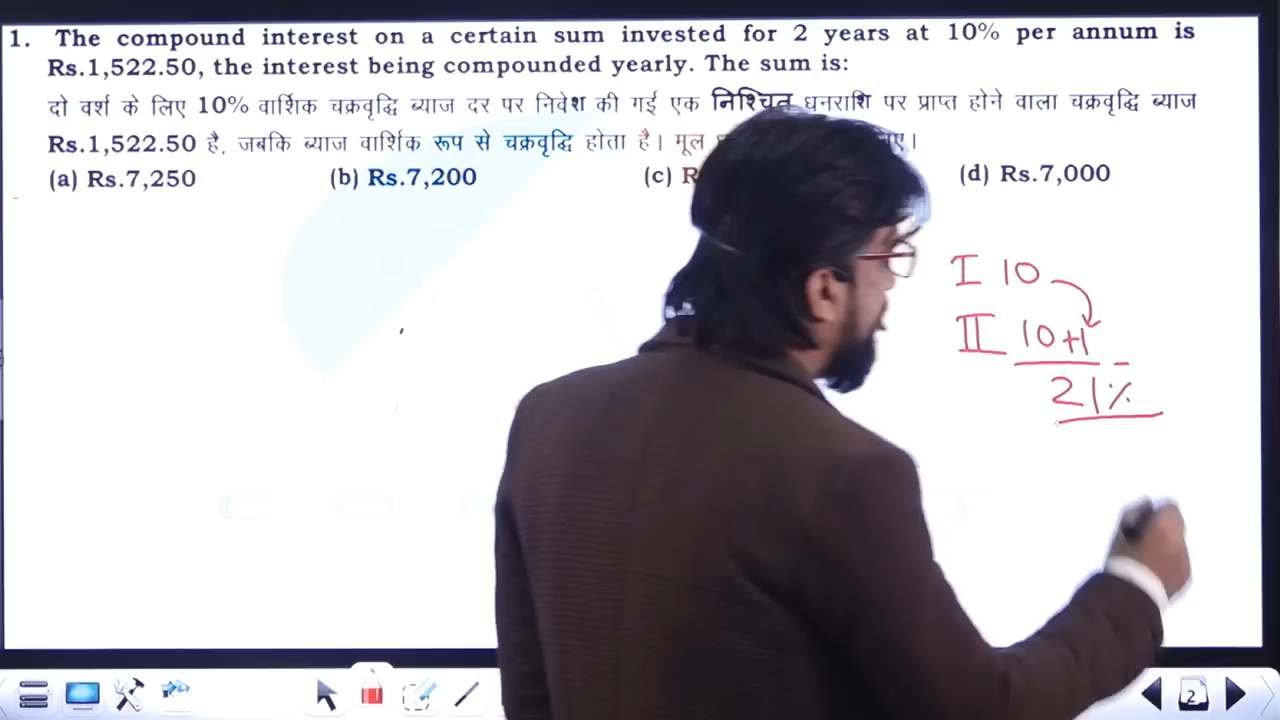 1. The compound interest on a certain sum invested for 2 years at 10% per annum is
Rs.1,522.50, the interest being compounded yearly. The sum is:
दो वर्श के लिए 10% वार्शिक चक्रवृद्धि ब्याज दर पर निवेश की गई एक निश्चित धनराशि पर प्राप्त होने वाला चक्रवृद्धि ब्याज
Rs.1,522.50 है, जबकि ब्याज वार्शिक रूप से चक्रवृद्धि होता है। मूल
(a) Rs.7,250 (b) Rs.7,200 (c) (d) Rs.7,000
I 10
II 10+1
21%
2